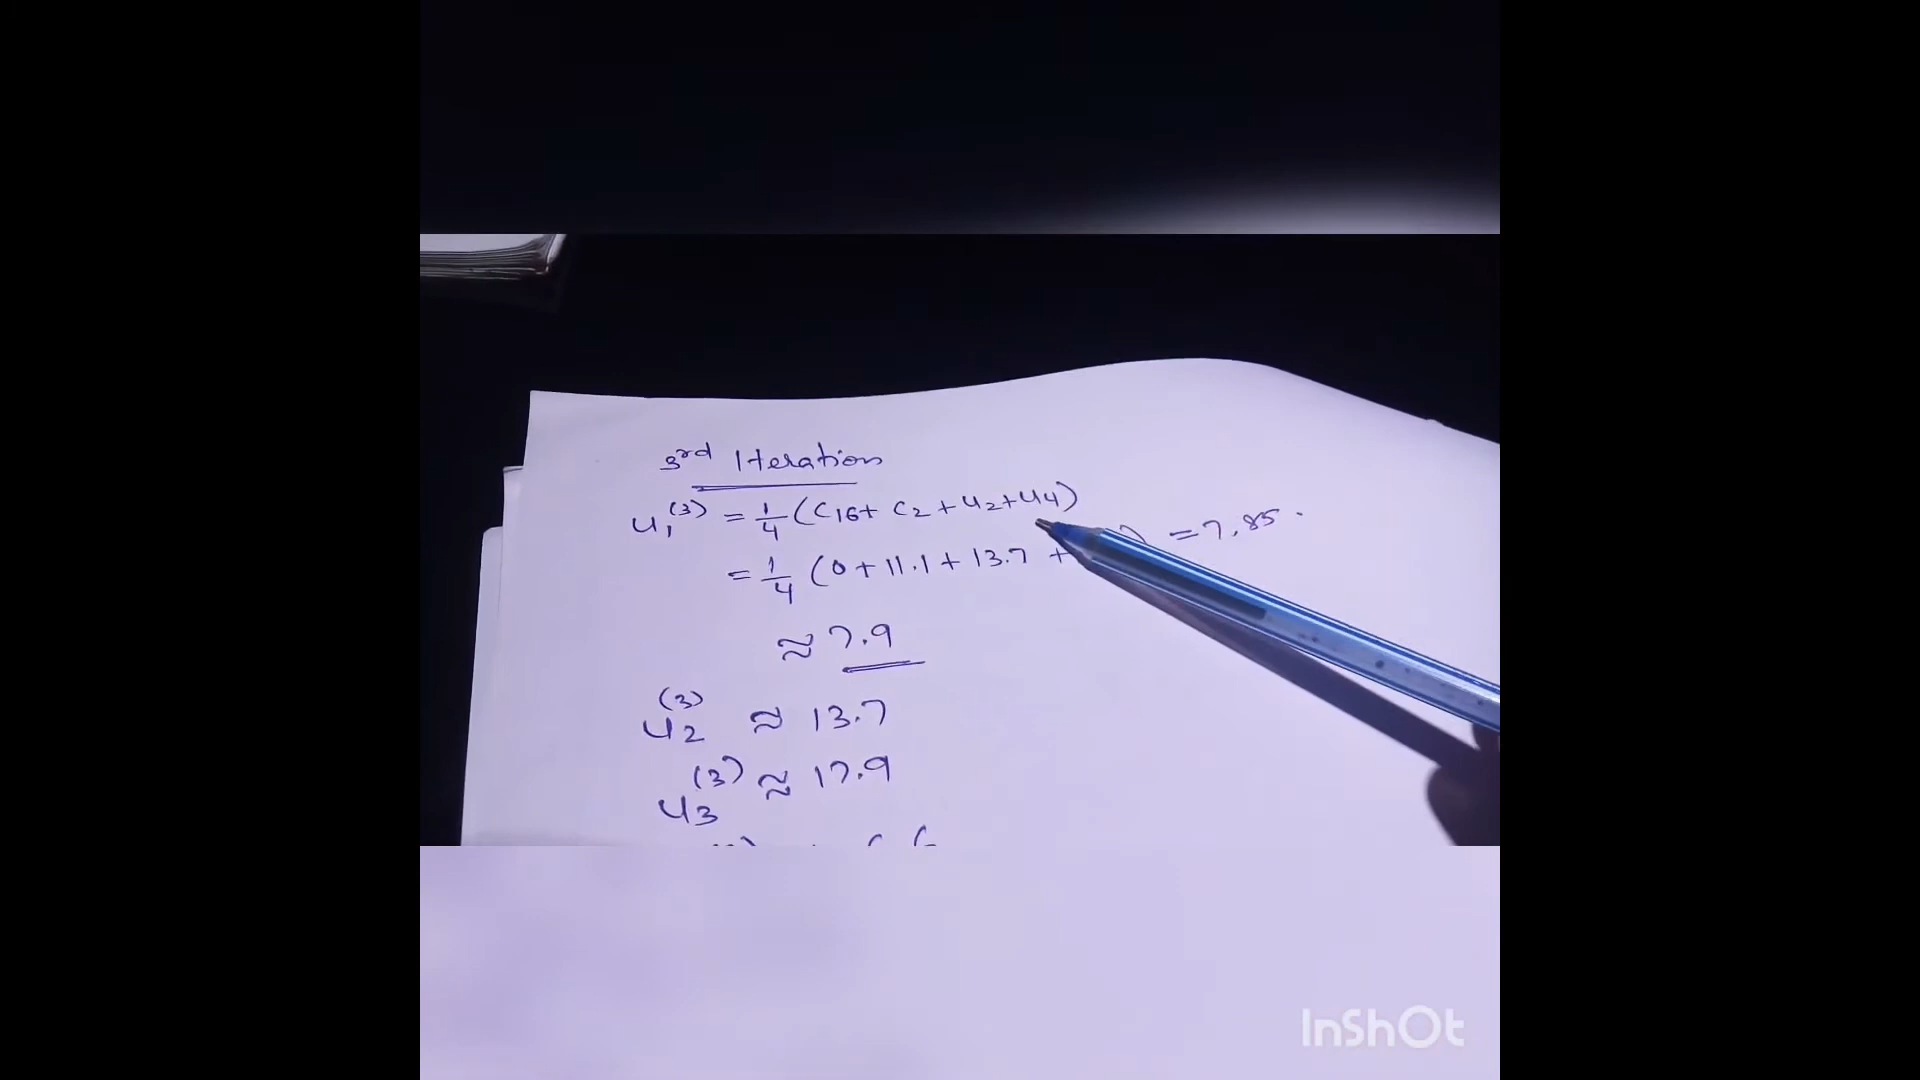 3rd Iteration
u₁⁽³⁾ = 1/4 (C16 + C2 + u2 + u4)
= 1/4 (0 + 11.1 + 13.7 + ) = 7.85.
≈ 7.9
u₂⁽³⁾ ≈ 13.7
u₃⁽³⁾ ≈ 17.9
InShOt